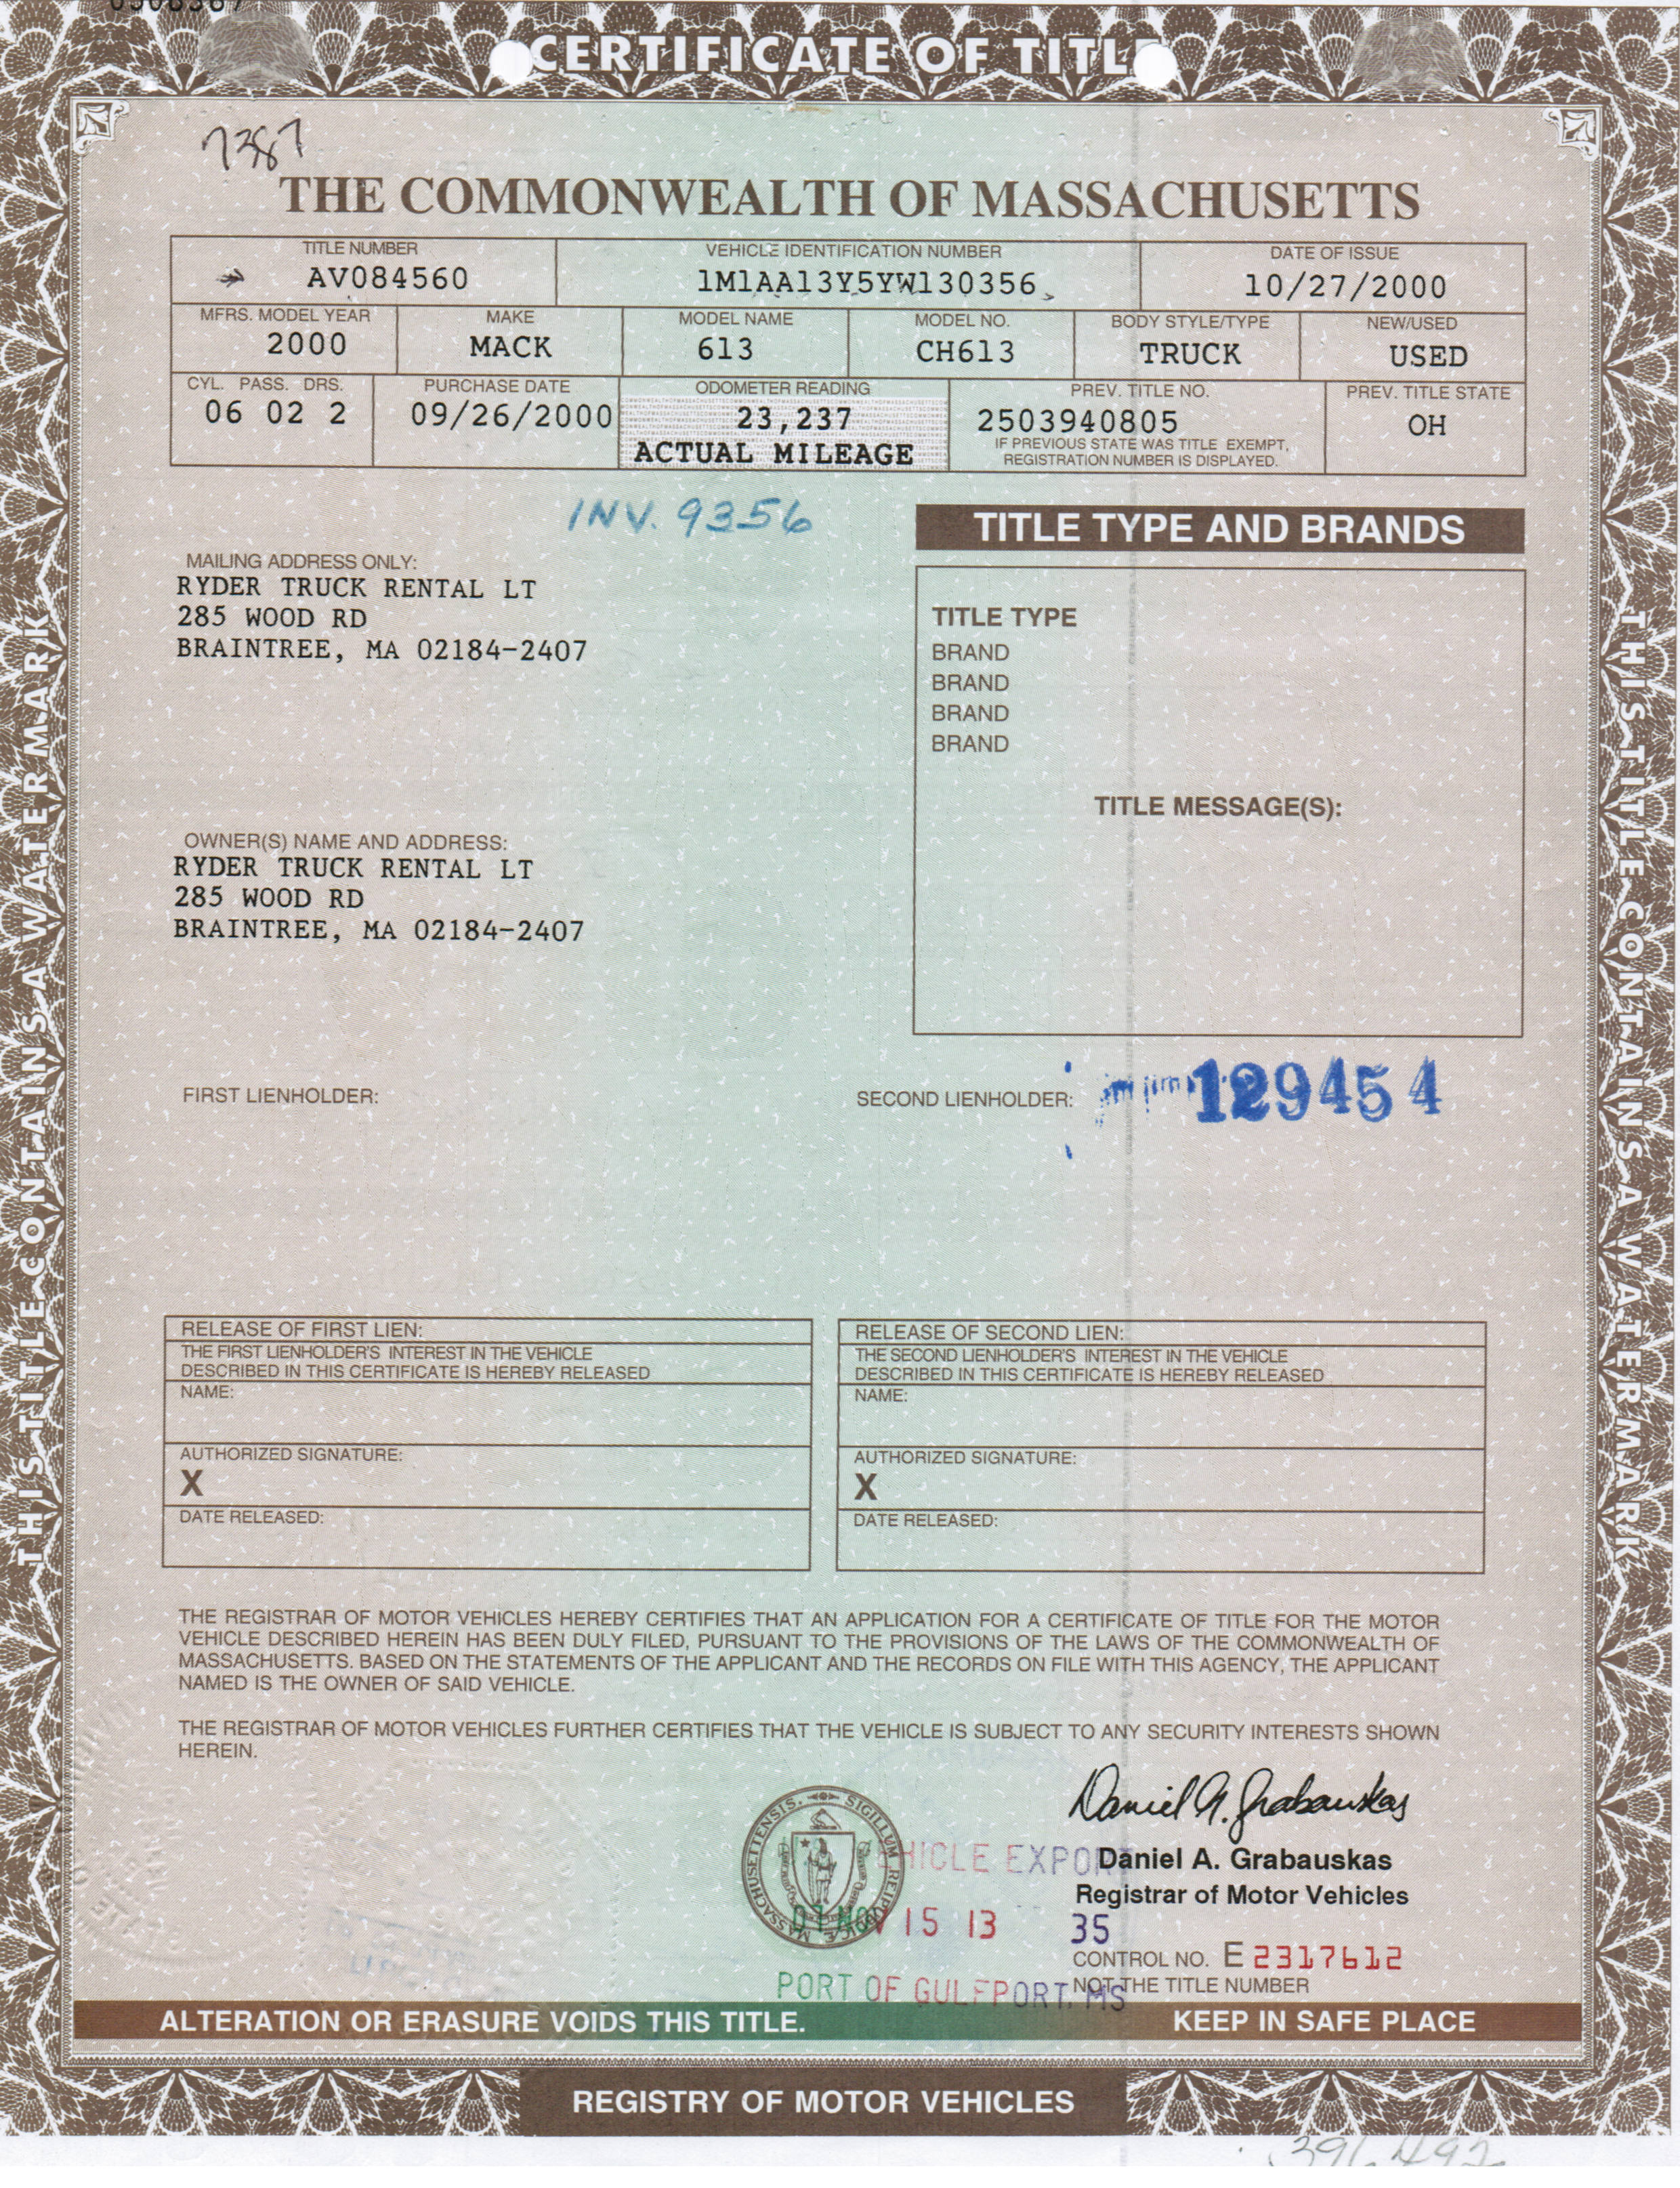 CERTIFICATE OF TITLE
7387
THE COMMONWEALTH OF MASSACHUSETTS
TITLE NUMBER VEHICLE IDENTIFICATION NUMBER DATE OF ISSUE
AV084560 1M1AA13Y5YW130356 10/27/2000
MFRS. MODEL YEAR MAKE MODEL NAME MODEL NO. BODY STYLE/TYPE NEW/USED
2000 MACK 613 CH613 TRUCK USED
CYL. PASS. DRS. PURCHASE DATE ODOMETER READING PREV. TITLE NO. PREV. TITLE STATE
06 02 2 09/26/2000 23,237 2503940805 OH
ACTUAL MILEAGE
IF PREVIOUS STATE WAS TITLE EXEMPT,
REGISTRATION NUMBER IS DISPLAYED.
INV. 9356
TITLE TYPE AND BRANDS
MAILING ADDRESS ONLY:
RYDER TRUCK RENTAL LT
285 WOOD RD
BRAINTREE, MA 02184-2407
TITLE TYPE
BRAND
BRAND
BRAND
BRAND
TITLE MESSAGE(S):
OWNER(S) NAME AND ADDRESS:
RYDER TRUCK RENTAL LT
285 WOOD RD
BRAINTREE, MA 02184-2407
FIRST LIENHOLDER:
SECOND LIENHOLDER: 129454
RELEASE OF FIRST LIEN:
THE FIRST LIENHOLDER'S INTEREST IN THE VEHICLE
DESCRIBED IN THIS CERTIFICATE IS HEREBY RELEASED
NAME:
AUTHORIZED SIGNATURE:
X
DATE RELEASED:
RELEASE OF SECOND LIEN:
THE SECOND LIENHOLDER'S INTEREST IN THE VEHICLE
DESCRIBED IN THIS CERTIFICATE IS HEREBY RELEASED
NAME:
AUTHORIZED SIGNATURE:
X
DATE RELEASED:
THE REGISTRAR OF MOTOR VEHICLES HEREBY CERTIFIES THAT AN APPLICATION FOR A CERTIFICATE OF TITLE FOR THE MOTOR
VEHICLE DESCRIBED HEREIN HAS BEEN DULY FILED, PURSUANT TO THE PROVISIONS OF THE LAWS OF THE COMMONWEALTH OF
MASSACHUSETTS. BASED ON THE STATEMENTS OF THE APPLICANT AND THE RECORDS ON FILE WITH THIS AGENCY, THE APPLICANT
NAMED IS THE OWNER OF SAID VEHICLE.
THE REGISTRAR OF MOTOR VEHICLES FURTHER CERTIFIES THAT THE VEHICLE IS SUBJECT TO ANY SECURITY INTERESTS SHOWN
HEREIN.
Daniel A. Grabauskas
HICLE EXPOR
Daniel A. Grabauskas
Registrar of Motor Vehicles
07 NOV 15 13 35
CONTROL NO. E 2317612
NOT THE TITLE NUMBER
PORT OF GULFPORT, MS
SIGILLUM REIPUBLICAE MASSACHUSETTENSIS
ALTERATION OR ERASURE VOIDS THIS TITLE. KEEP IN SAFE PLACE
REGISTRY OF MOTOR VEHICLES
THIS TITLE CONTAINS A WATERMARK
THIS TITLE CONTAINS A WATERMARK